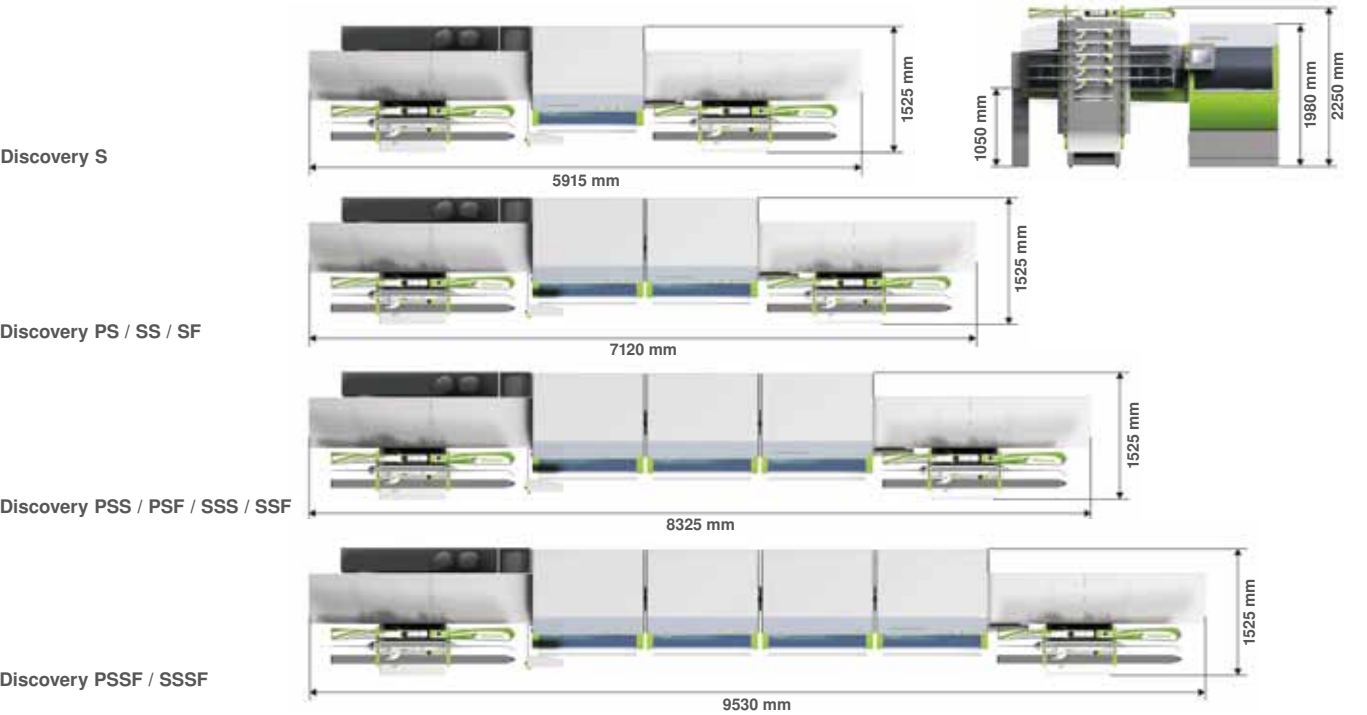 1525 mm
1050 mm
1980 mm
2250 mm
Discovery S
5915 mm
1525 mm
Discovery PS / SS / SF
7120 mm
1525 mm
Discovery PSS / PSF / SSS / SSF
8325 mm
1525 mm
Discovery PSSF / SSSF
9530 mm